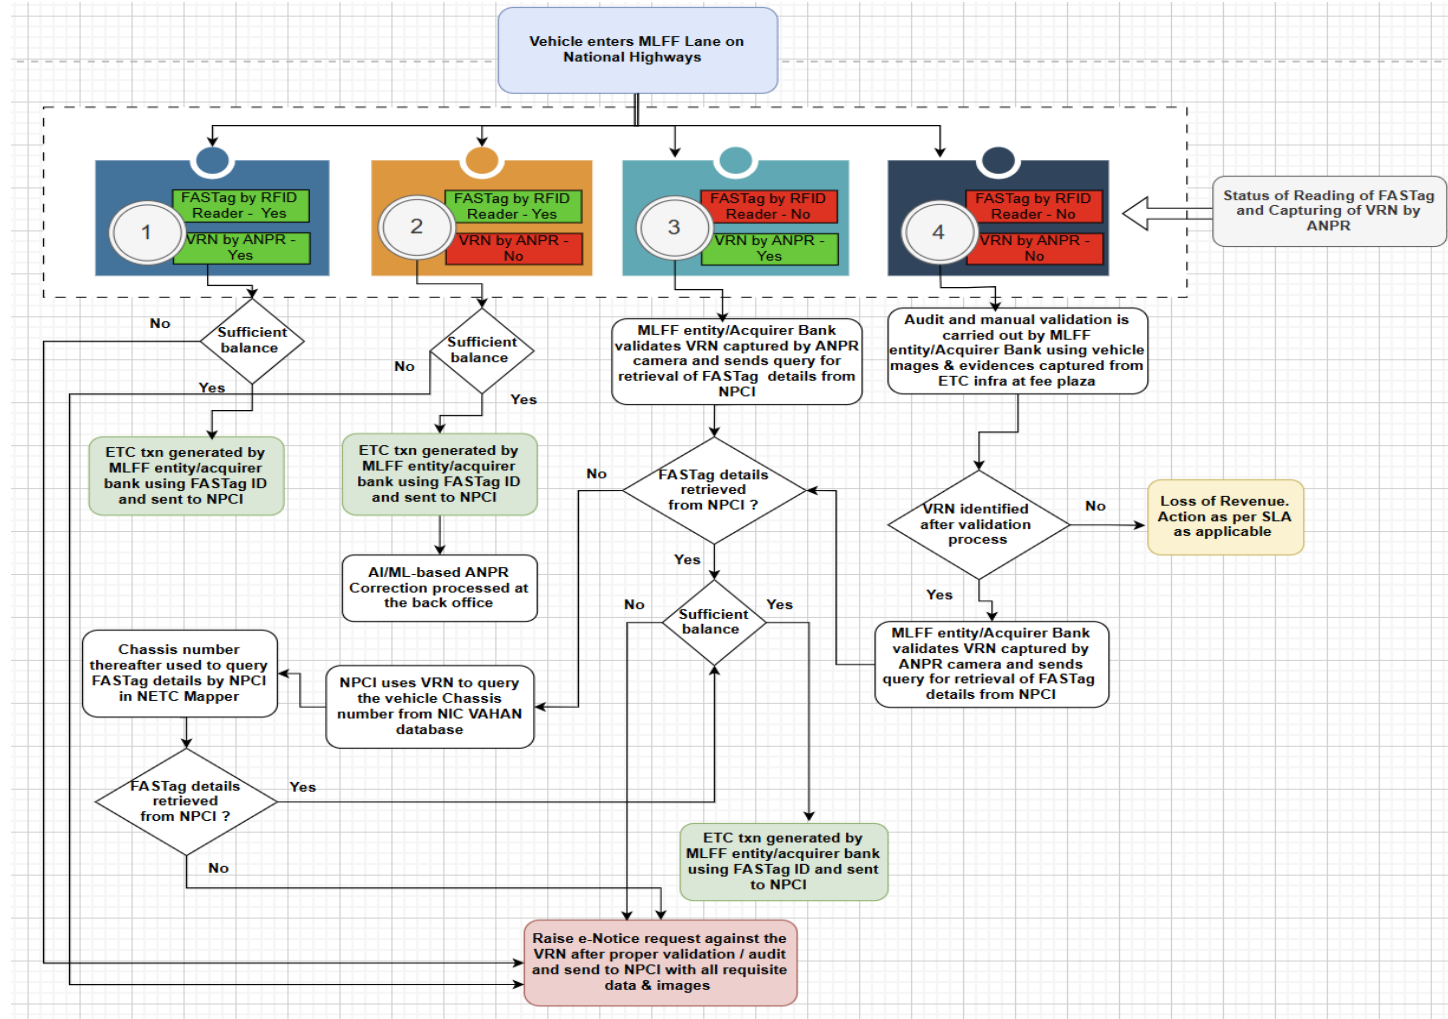 Vehicle enters MLFF Lane on
National Highways
FASTag by RFID
Reader - Yes
1
VRN by ANPR -
Yes
FASTag by RFID
Reader - Yes
2
VRN by ANPR -
No
FASTag by RFID
Reader - No
3
VRN by ANPR -
Yes
FASTag by RFID
Reader - No
4
VRN by ANPR -
No
Status of Reading of FASTag
and Capturing of VRN by
ANPR
No
Sufficient
balance
Yes
No
Sufficient
balance
Yes
MLFF entity/Acquirer Bank
validates VRN captured by ANPR
camera and sends query for
retrieval of FASTag details from
NPCI
Audit and manual validation is
carried out by MLFF
entity/Acquirer Bank using vehicle
mages & evidences captured from
ETC infra at fee plaza
ETC txn generated by
MLFF entity/acquirer
bank using FASTag ID
and sent to NPCI
ETC txn generated by
MLFF entity/acquirer
bank using FASTag ID
and sent to NPCI
No
FASTag details
retrieved
from NPCI ?
Yes
VRN identified
after validation
process
No
Yes
Loss of Revenue.
Action as per SLA
as applicable
AI/ML-based ANPR
Correction processed at
the back office
No
Sufficient
balance
Yes
MLFF entity/Acquirer Bank
validates VRN captured by
ANPR camera and sends
query for retrieval of FASTag
details from NPCI
Chassis number
thereafter used to query
FASTag details by NPCI
in NETC Mapper
NPCI uses VRN to query
the vehicle Chassis
number from NIC VAHAN
database
FASTag details
retrieved
from NPCI ?
Yes
No
ETC txn generated by
MLFF entity/acquirer bank
using FASTag ID and sent
to NPCI
Raise e-Notice request against the
VRN after proper validation / audit
and send to NPCI with all requisite
data & images